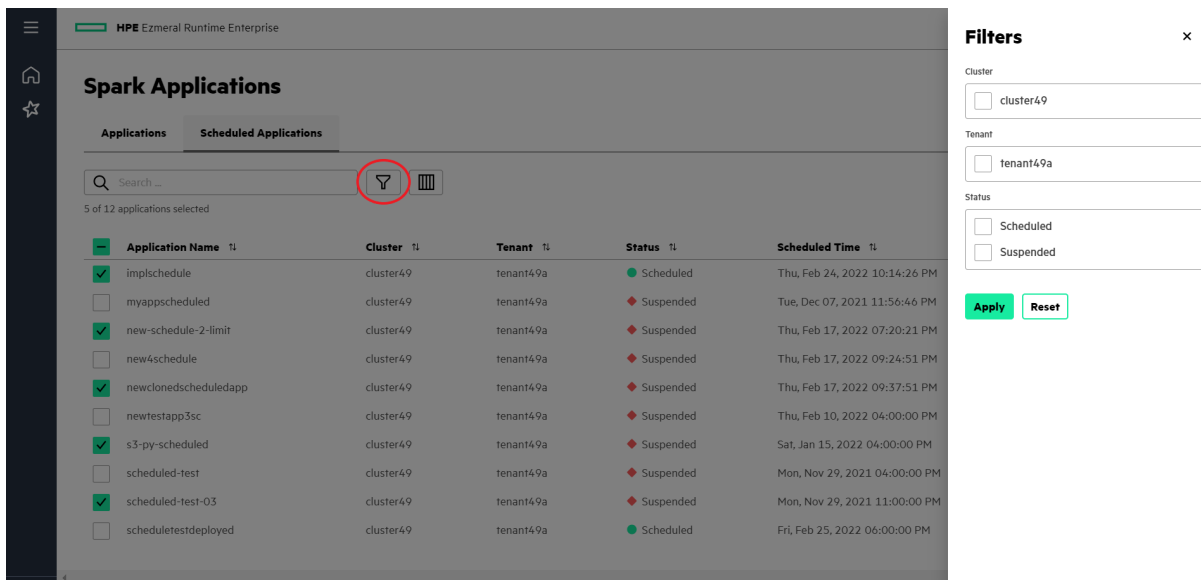 HPE Ezmeral Runtime Enterprise
Spark Applications
Applications Scheduled Applications
Search ...
5 of 12 applications selected
Application Name Cluster Tenant Status Scheduled Time
implschedule cluster49 tenant49a Scheduled Thu, Feb 24, 2022 10:14:26 PM
myappscheduled cluster49 tenant49a Suspended Tue, Dec 07, 2021 11:56:46 PM
new-schedule-2-limit cluster49 tenant49a Suspended Thu, Feb 17, 2022 07:20:21 PM
new4schedule cluster49 tenant49a Suspended Thu, Feb 17, 2022 09:24:51 PM
newclonedscheduledapp cluster49 tenant49a Suspended Thu, Feb 17, 2022 09:37:51 PM
newtestapp3sc cluster49 tenant49a Suspended Thu, Feb 10, 2022 04:00:00 PM
s3-py-scheduled cluster49 tenant49a Suspended Sat, Jan 15, 2022 04:00:00 PM
scheduled-test cluster49 tenant49a Suspended Mon, Nov 29, 2021 04:00:00 PM
scheduled-test-03 cluster49 tenant49a Suspended Mon, Nov 29, 2021 11:00:00 PM
scheduletestdeployed cluster49 tenant49a Scheduled Fri, Feb 25, 2022 06:00:00 PM
Filters
Cluster
cluster49
Tenant
tenant49a
Status
Scheduled
Suspended
Apply Reset